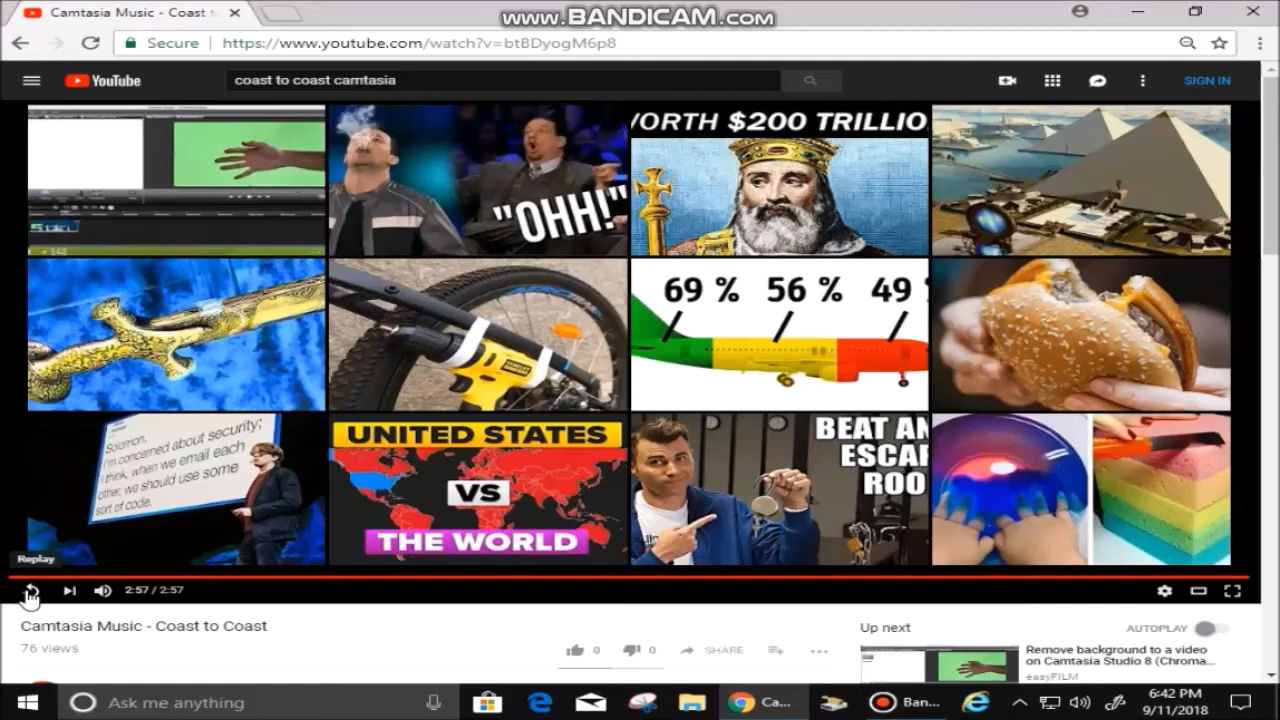 www.BANDICAM.com
Camtasia Music - Coast t
Secure
https://www.youtube.com/watch?v=btBDyogM6p8
YouTube
coast to coast camtasia
SIGN IN
"OHH!"
WORTH $200 TRILLIO
69 % 56 % 49
Solomon,
I'm concerned about security;
I think, when we email each
other, we should use some
sort of code.
UNITED STATES
VS
THE WORLD
BEAT AN
ESCAP
ROO
Replay
2:57 / 2:57
Camtasia Music - Coast to Coast
76 views
0
0
SHARE
Up next
AUTOPLAY
Remove background to a video
on Camtasia Studio 8 (Chroma...
easyFILM
Ask me anything
Ca...
Ban...
6:42 PM
9/11/2018